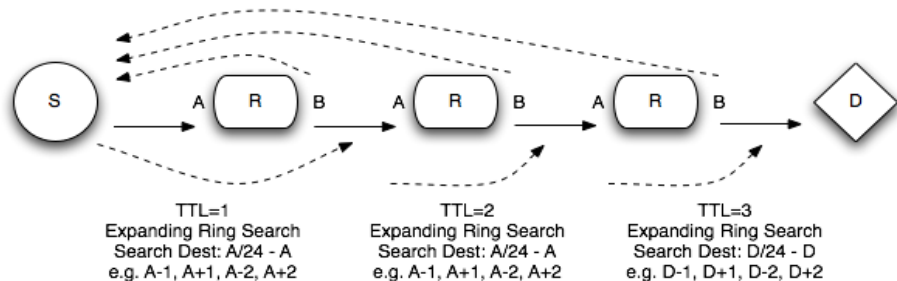 S
A
R
B
A
R
B
A
R
B
D
TTL=1
Expanding Ring Search
Search Dest: A/24 - A
e.g. A-1, A+1, A-2, A+2
TTL=2
Expanding Ring Search
Search Dest: A/24 - A
e.g. A-1, A+1, A-2, A+2
TTL=3
Expanding Ring Search
Search Dest: D/24 - D
e.g. D-1, D+1, D-2, D+2